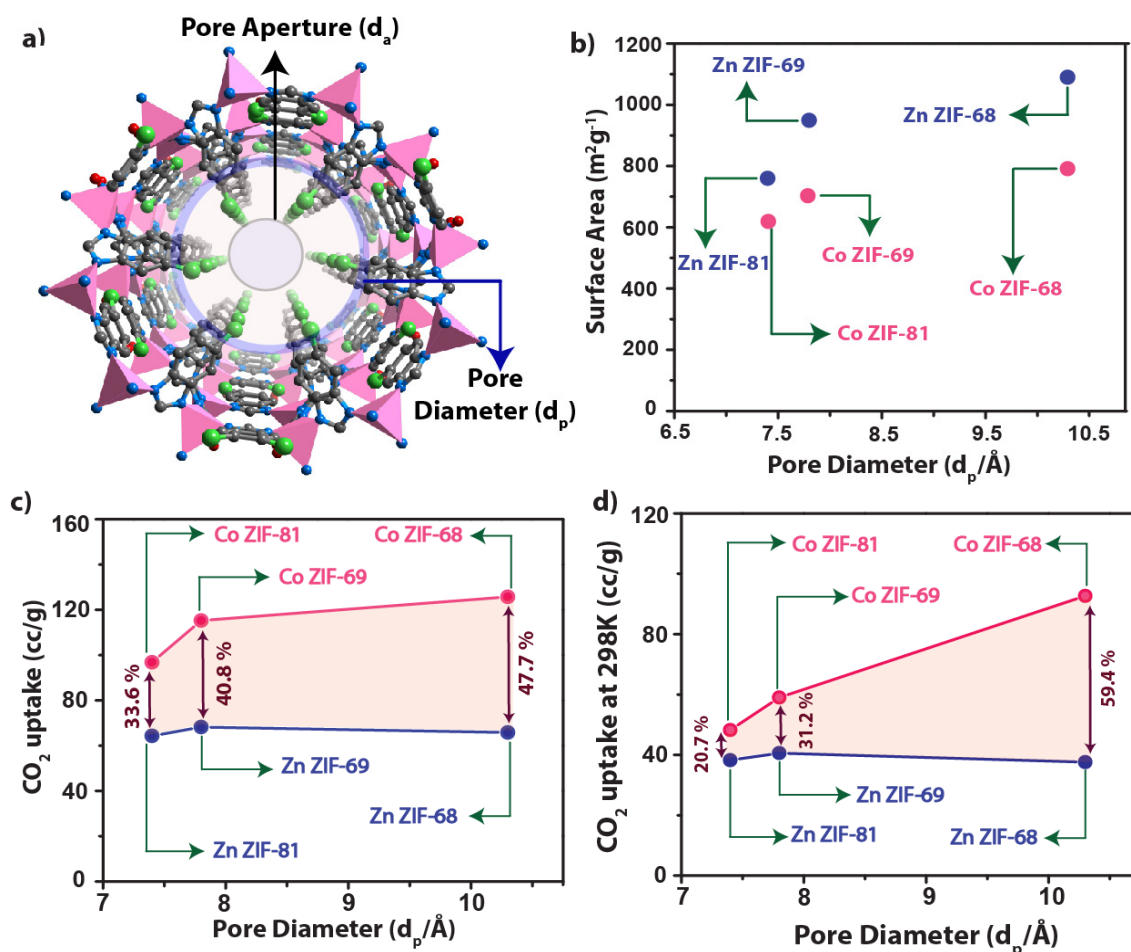 a)
Pore Aperture (da)
Pore
Diameter (dp)
b)
Surface Area (m2g-1)
1200
1000
800
600
400
200
0
Zn ZIF-69
Zn ZIF-68
Zn ZIF-81
Co ZIF-69
Co ZIF-68
Co ZIF-81
6.5 7.5 8.5 9.5 10.5
Pore Diameter (dp/Å)
c)
CO2 uptake (cc/g)
160
120
80
40
0
Co ZIF-81
Co ZIF-68
Co ZIF-69
33.6 %
40.8 %
47.7 %
Zn ZIF-69
Zn ZIF-68
Zn ZIF-81
7 8 9 10
Pore Diameter (dp/Å)
d)
CO2 uptake at 298K (cc/g)
120
80
40
0
Co ZIF-81
Co ZIF-68
Co ZIF-69
20.7 %
31.2 %
59.4 %
Zn ZIF-69
Zn ZIF-81
Zn ZIF-68
7 8 9 10
Pore Diameter (dp/Å)